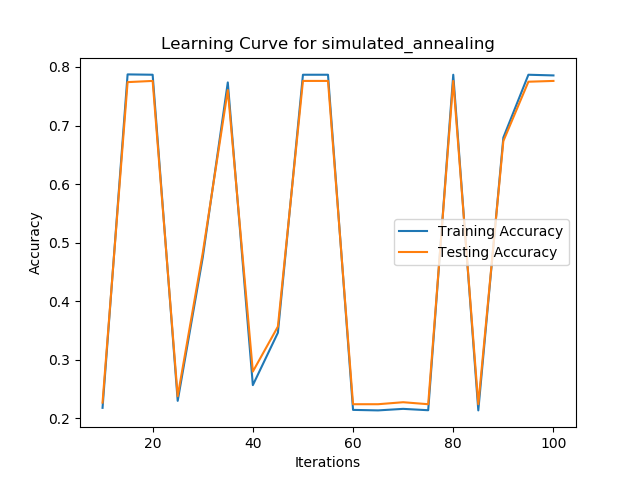 Learning Curve for simulated_annealing
0.8
0.7
0.6
0.5
0.4
0.3
0.2
Accuracy
Training Accuracy
Testing Accuracy
20 40 60 80 100
Iterations